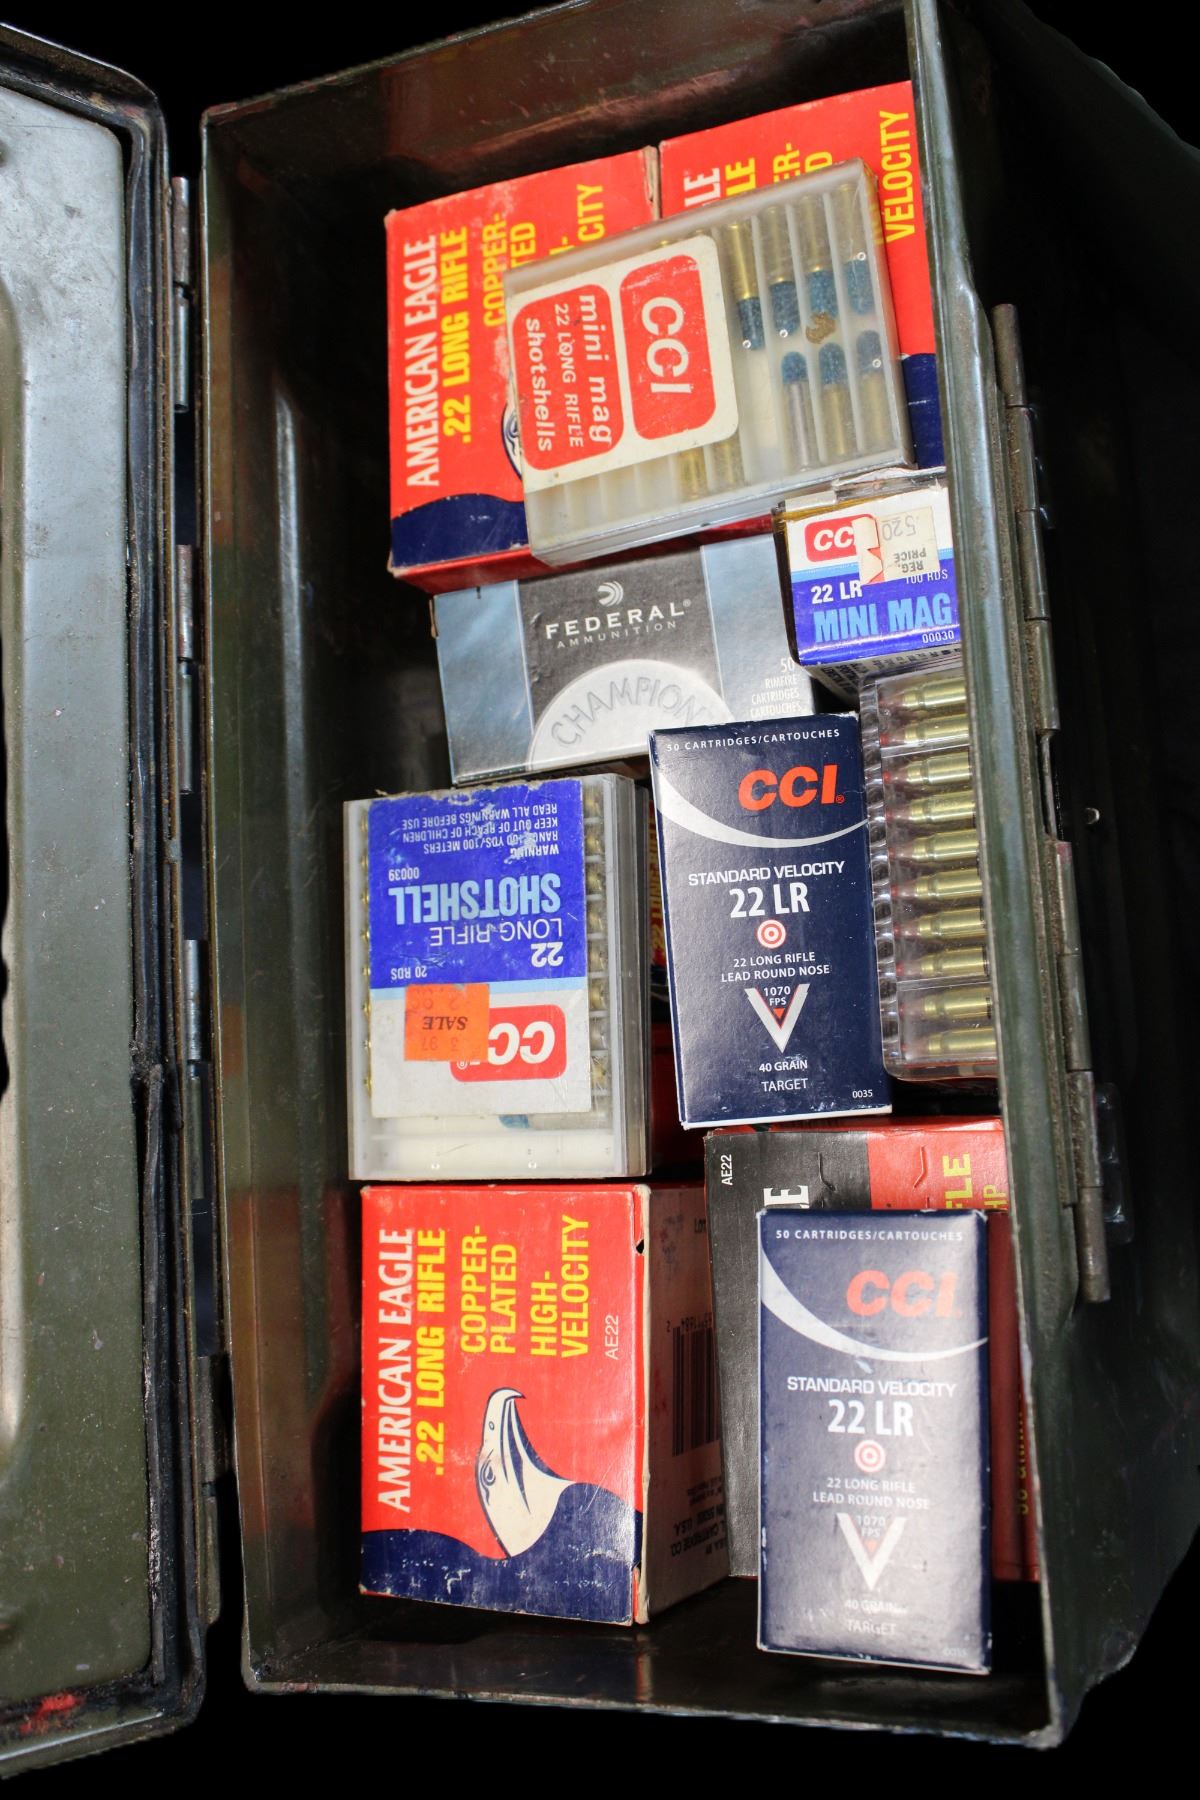 AMERICAN EAGLE
.22 LONG RIFLE
COPPER-
CITY
VELOCITY
CCI
mini mag
22 LONG RIFLE
shotshells
FEDERAL®
AMMUNITION
CHAMPION
50
RIMFIRE
CARTRIDGES
CARTOUCHES
520
REG.
PRICE
22 LR
100 RDS
MINI MAG
00030
50 CARTRIDGES/CARTOUCHES
CCI®
STANDARD VELOCITY
22 LR
22 LONG RIFLE
LEAD ROUND NOSE
1070
FPS
40 GRAIN
TARGET
0035
CCI®
SALE
20 RDS
22
LONG RIFLE
SHOTSHELL
00039
WARNING
RANGE 100 YDS/100 METERS
KEEP OUT OF REACH OF CHILDREN
READ ALL WARNINGS BEFORE USE
AMERICAN EAGLE
.22 LONG RIFLE
COPPER-
PLATED
HIGH-
VELOCITY
AE22
AE22
50 CARTRIDGES/CARTOUCHES
CCI
STANDARD VELOCITY
22 LR
22 LONG RIFLE
LEAD ROUND NOSE
1070
FPS
40 GRAIN
TARGET
0035